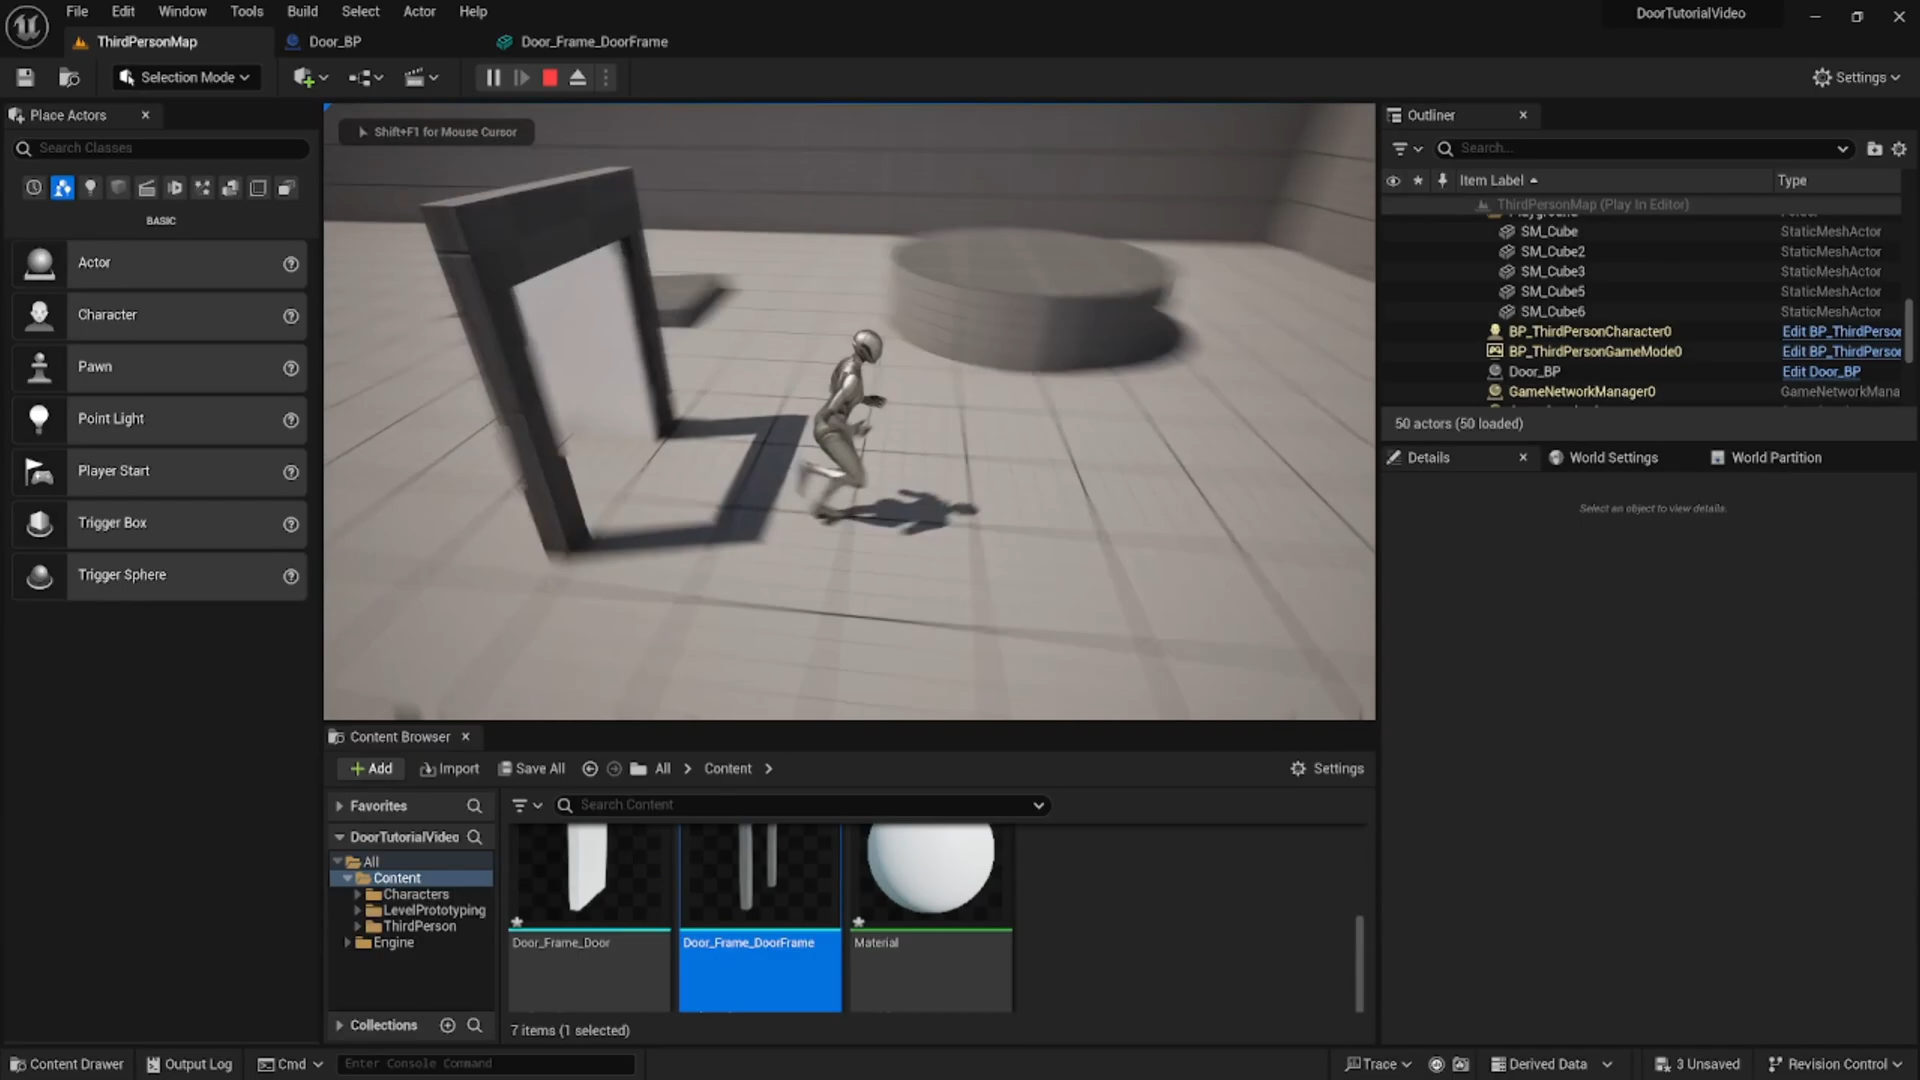 File Edit Window Tools Build Select Actor Help
DoorTutorialVideo
ThirdPersonMap
Door_BP
Door_Frame_DoorFrame
Selection Mode
Settings
Place Actors
Search Classes
BASIC
Actor
Character
Pawn
Point Light
Player Start
Trigger Box
Trigger Sphere
Shift+F1 for Mouse Cursor
Outliner
Search...
Item Label
Type
ThirdPersonMap (Play In Editor)
SM_Cube StaticMeshActor
SM_Cube2 StaticMeshActor
SM_Cube3 StaticMeshActor
SM_Cube5 StaticMeshActor
SM_Cube6 StaticMeshActor
BP_ThirdPersonCharacter0 Edit BP_ThirdPerson
BP_ThirdPersonGameMode0 Edit BP_ThirdPerson
Door_BP Edit Door_BP
GameNetworkManager0 GameNetworkMana
50 actors (50 loaded)
Details
World Settings
World Partition
Select an object to view details.
Content Browser
Add
Import
Save All
All
Content
Settings
Favorites
Search Content
DoorTutorialVideo
All
Content
Characters
LevelPrototyping
ThirdPerson
Engine
Collections
Door_Frame_Door
Door_Frame_DoorFrame
Material
7 items (1 selected)
Content Drawer
Output Log
Cmd
Enter Console Command
Trace
Derived Data
3 Unsaved
Revision Control